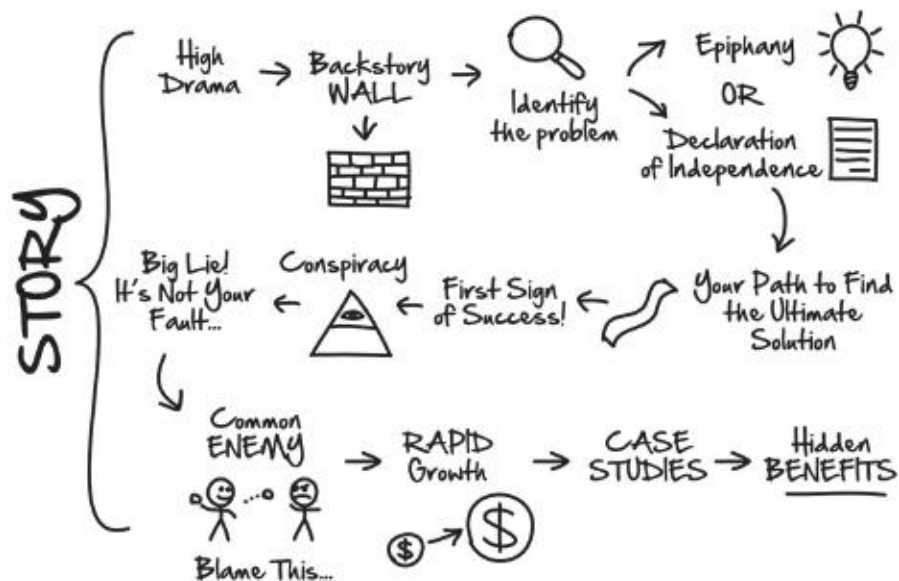 STORY
High
Drama
Backstory
WALL
Identify
the problem
Epiphany
OR
Declaration
of Independence
Your Path to Find
the Ultimate
Solution
First Sign
of Success!
Conspiracy
Big Lie!
It's Not Your
Fault...
Common
ENEMY
Blame This...
RAPID
Growth
$
$
CASE
STUDIES
Hidden
BENEFITS